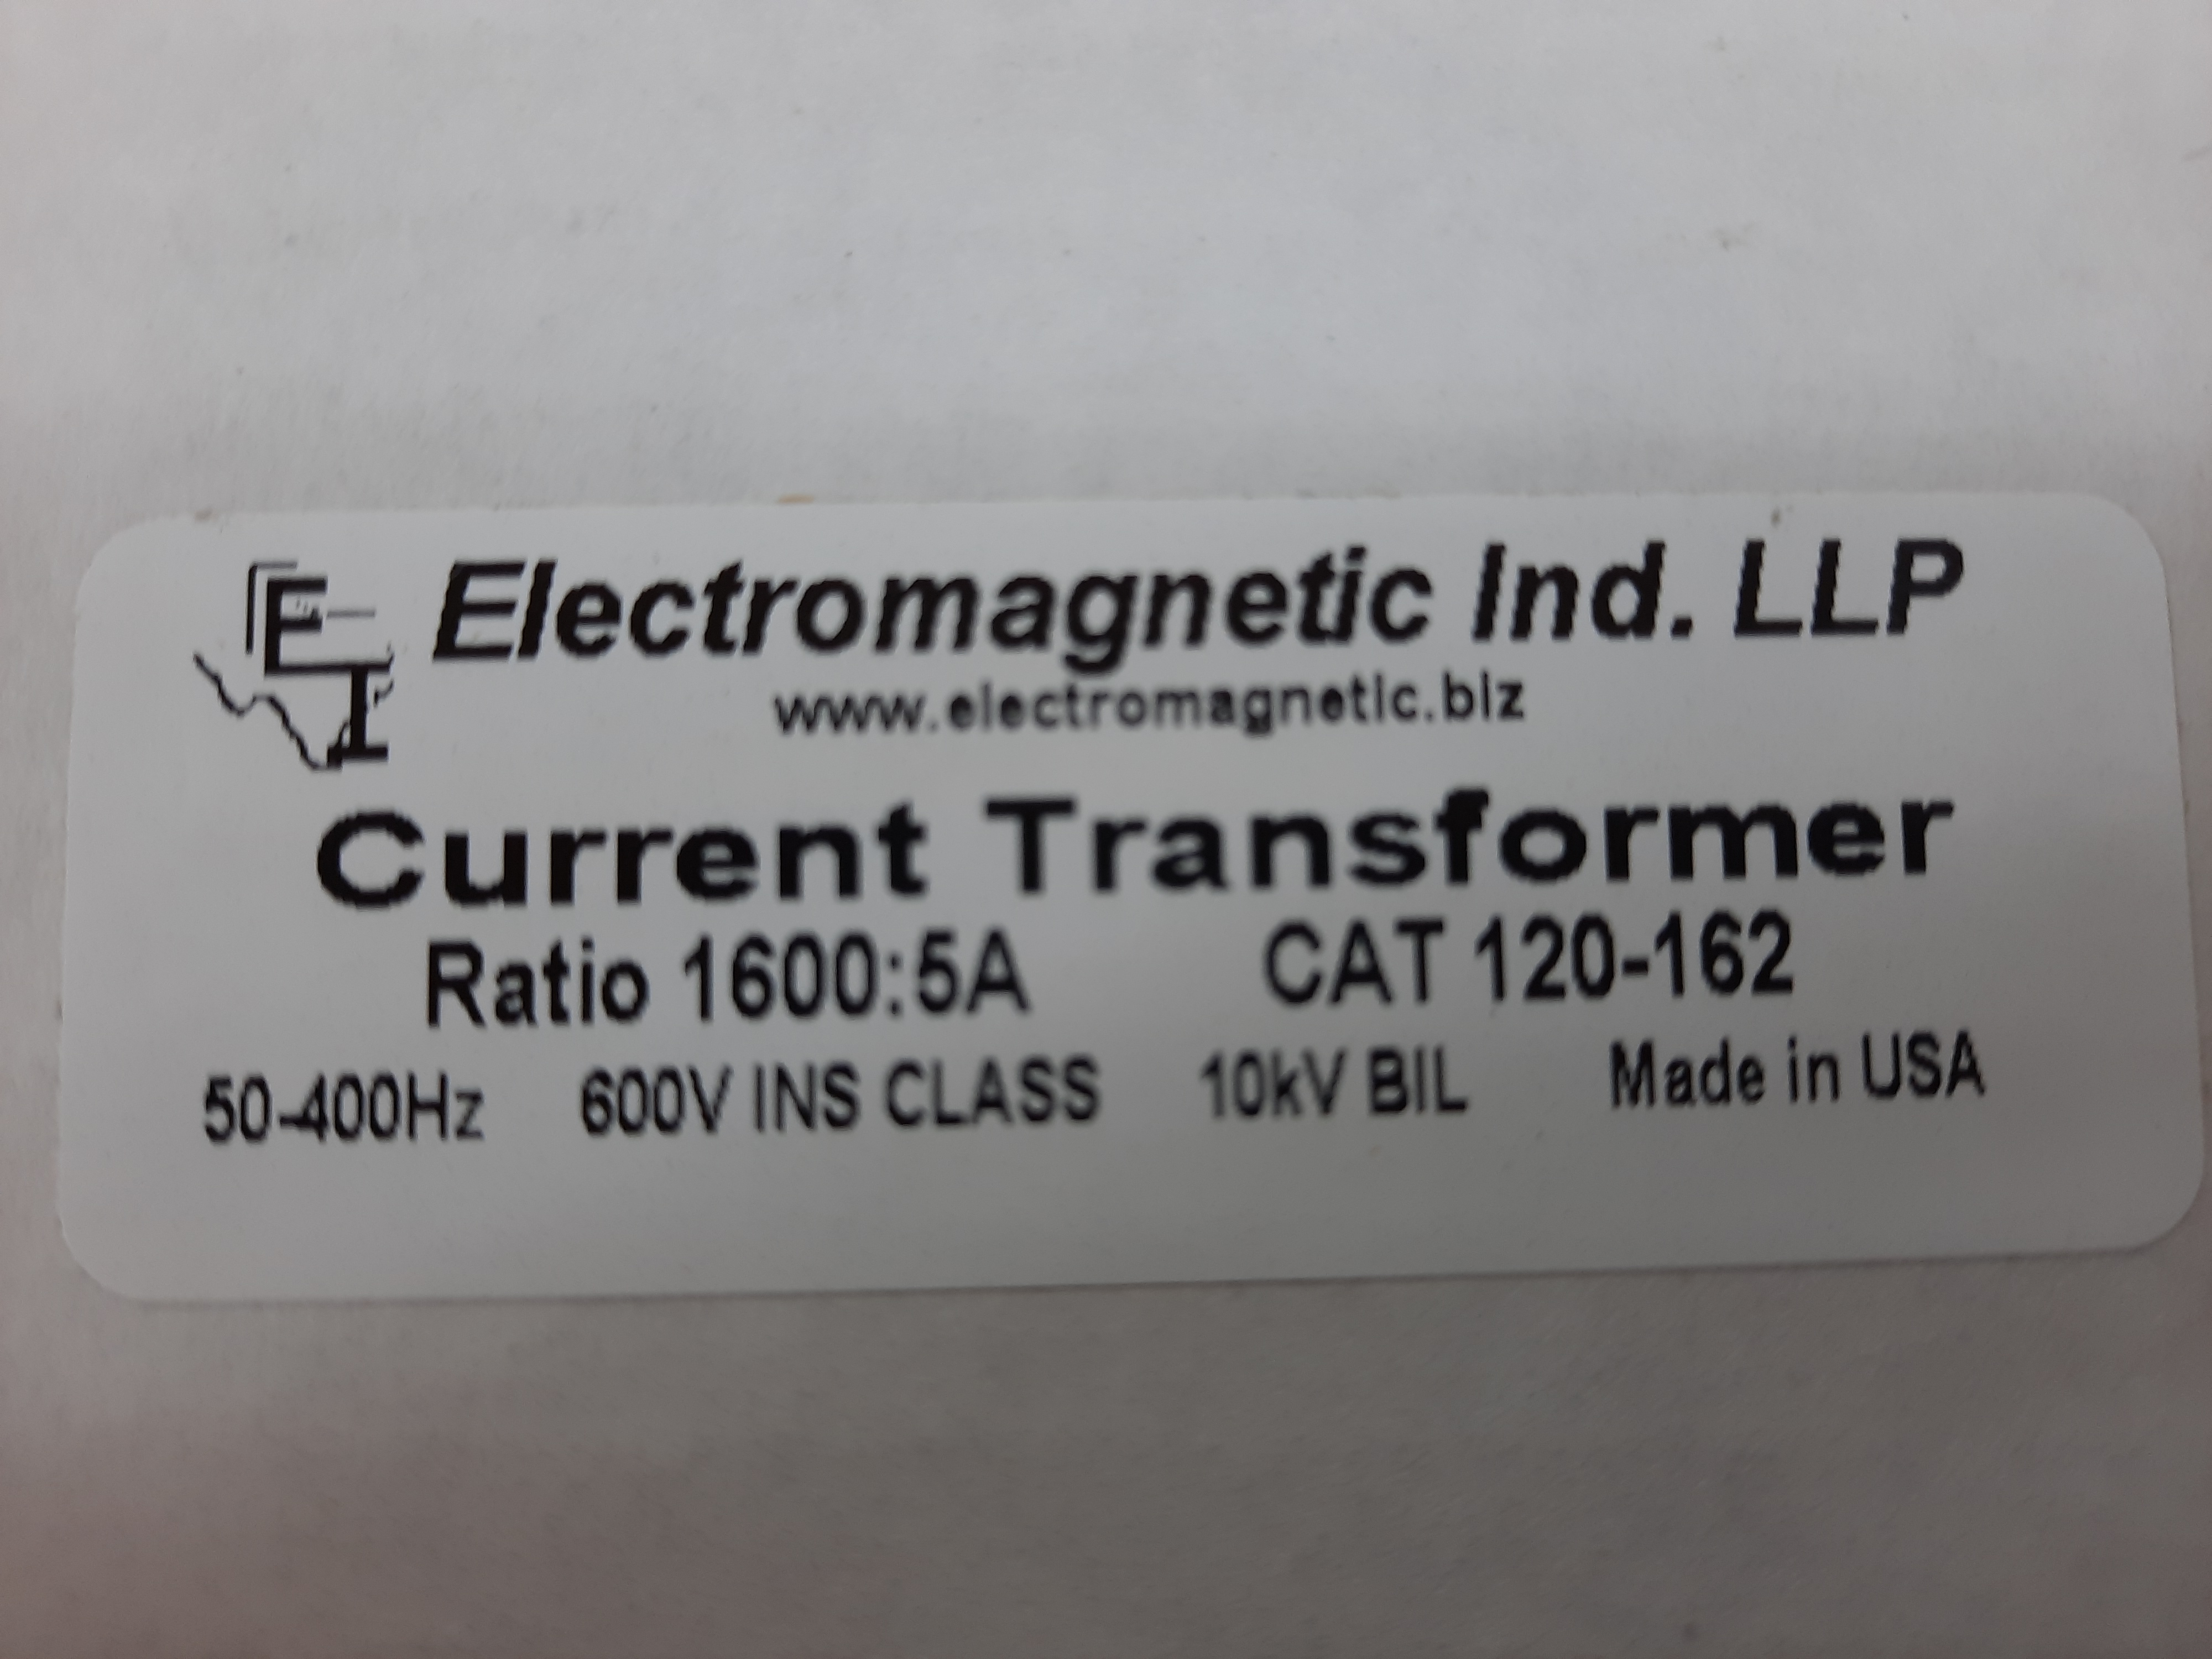 EI Electromagnetic Ind. LLP
www.electromagnetic.biz
Current Transformer
Ratio 1600:5A CAT 120-162
50-400Hz 600V INS CLASS 10kV BIL Made in USA